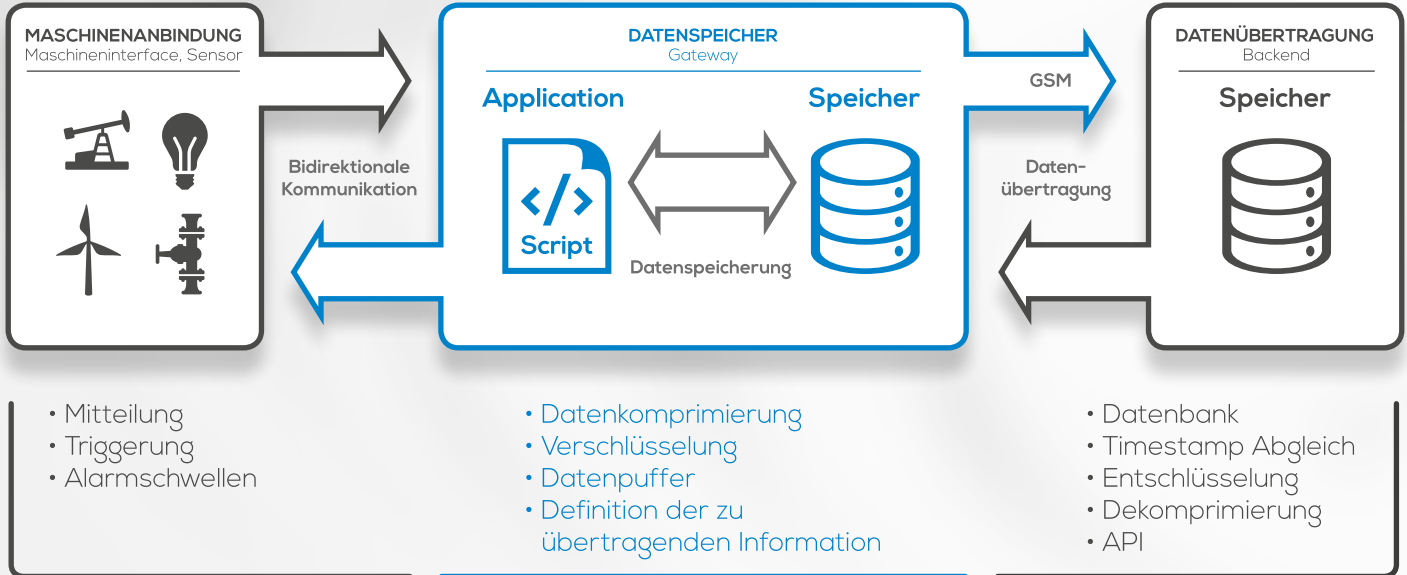 MASCHINENANBINDUNG
Maschineninterface, Sensor
Bidirektionale
Kommunikation
DATENSPEICHER
Gateway
Application
Speicher
</>
Script
Datenspeicherung
GSM
Daten-
übertragung
DATENÜBERTRAGUNG
Backend
Speicher
• Mitteilung
• Triggerung
• Alarmschwellen
• Datenkomprimierung
• Verschlüsselung
• Datenpuffer
• Definition der zu
übertragenden Information
• Datenbank
• Timestamp Abgleich
• Entschlüsselung
• Dekomprimierung
• API